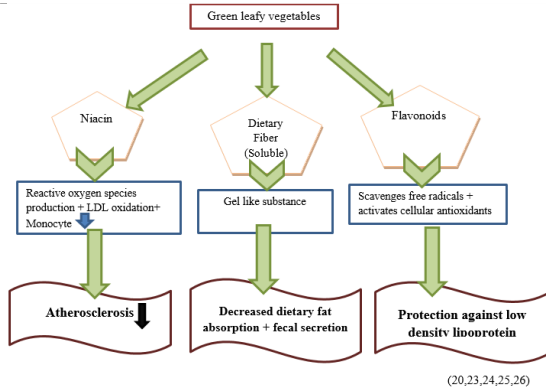 Green leafy vegetables
Niacin
Dietary
Fiber
(Soluble)
Flavonoids
Reactive oxygen species
production + LDL oxidation+
Monocyte
Gel like substance
Scavenges free radicals +
activates cellular antioxidants
Atherosclerosis
Decreased dietary fat
absorption + fecal secretion
Protection against low
density lipoprotein
(20,23,24,25,26)